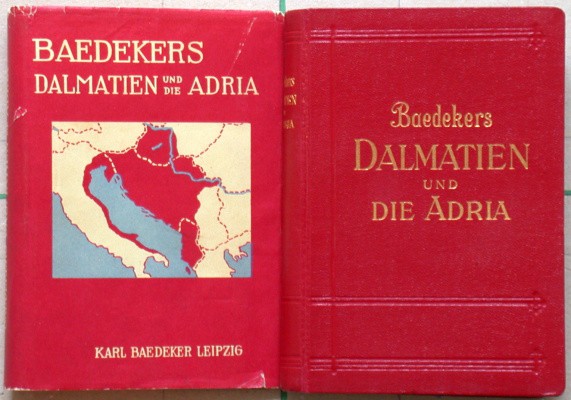 BAEDEKERS
DALMATIEN UND DIE ADRIA
KARL BAEDEKER LEIPZIG
Baedekers
DALMATIEN
UND
DIE ADRIA